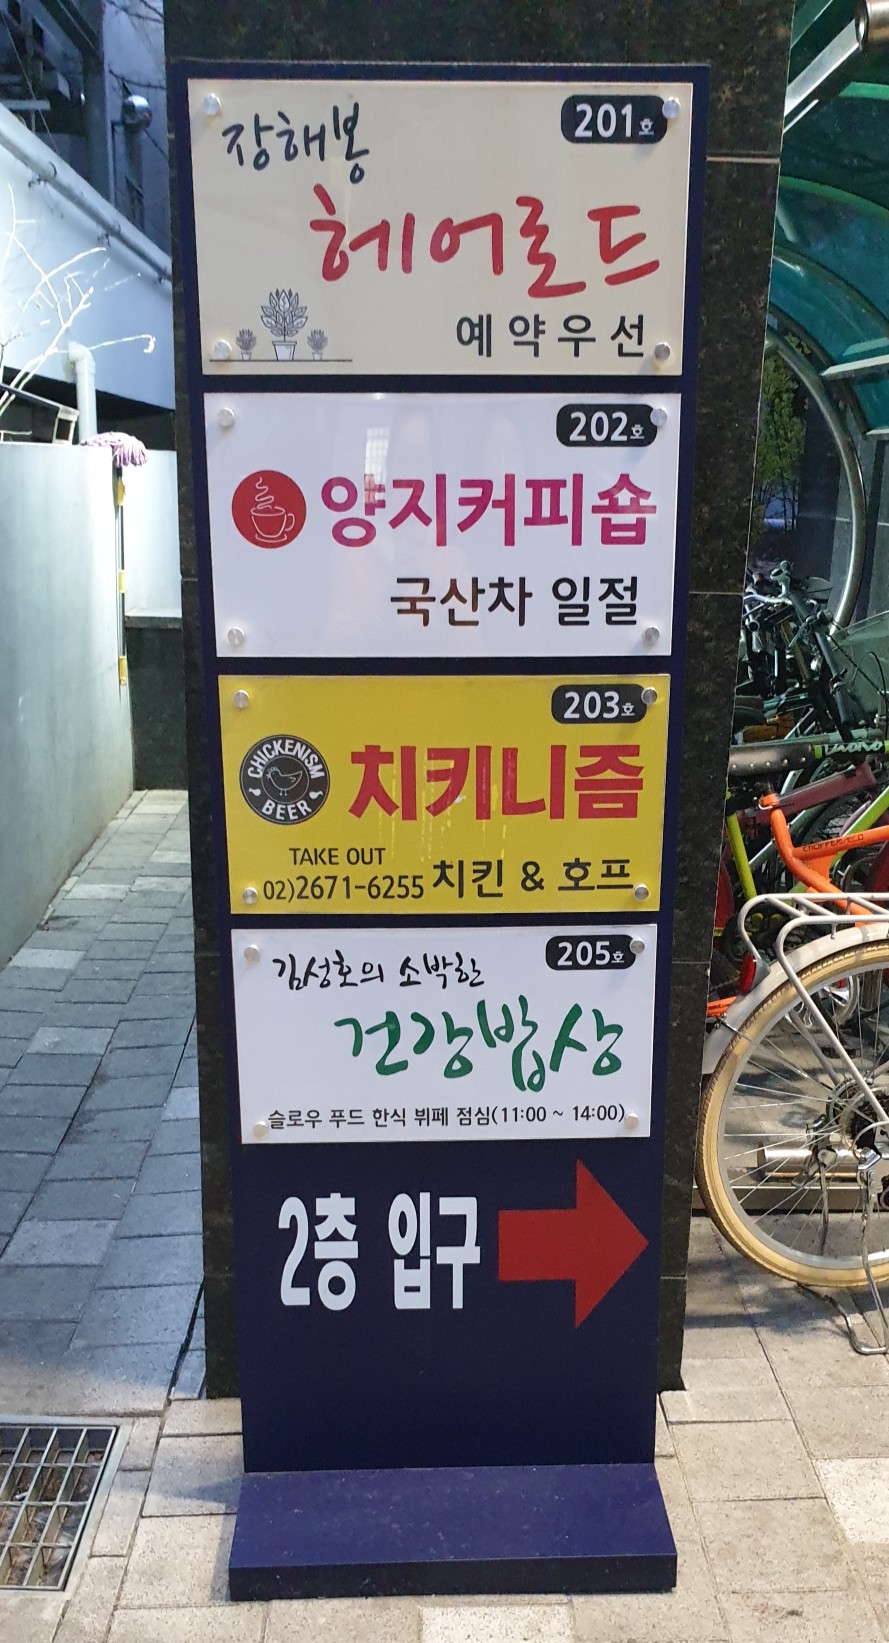 201호
장해봉
헤어로드
예약우선
202호
양지커피숍
국산차 일절
203호
CHICKENISM
BEER
치키니즘
TAKE OUT
02)2671-6255 치킨 & 호프
205호
김성호의 소박한
건강밥상
슬로우 푸드 한식 뷔페 점심(11:00 ~ 14:00)
2층 입구